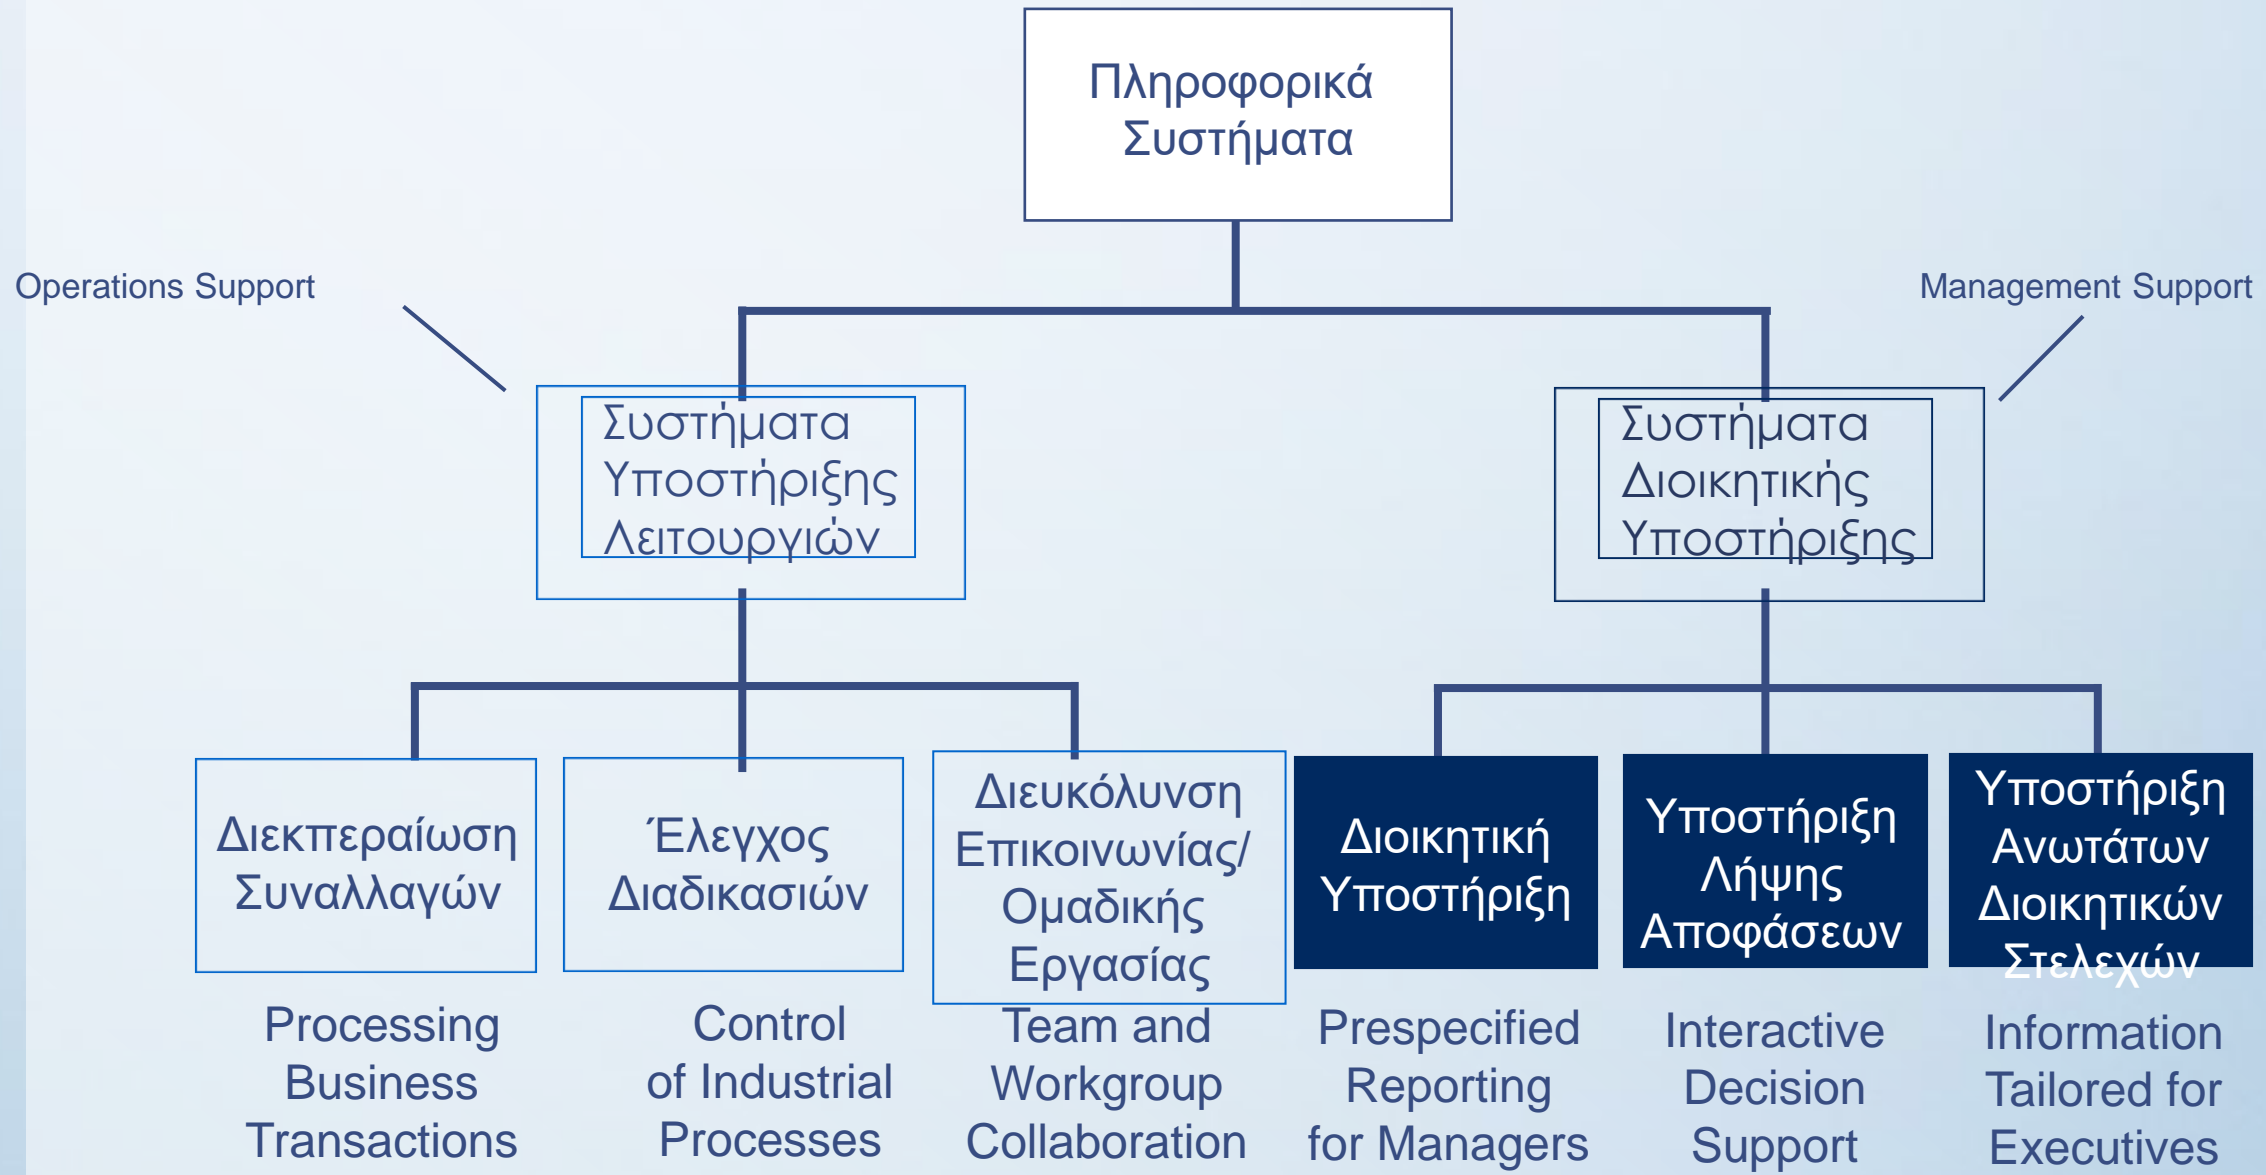 Πληροφορικά
Συστήματα
Operations Support
Management Support
Συστήματα
Υποστήριξης
Λειτουργιών
Συστήματα
Διοικητικής
Υποστήριξης
Διεκπεραίωση
Συναλλαγών
Έλεγχος
Διαδικασιών
Διευκόλυνση
Επικοινωνίας/
Ομαδικής
Εργασίας
Διοικητική
Υποστήριξη
Υποστήριξη
Λήψης
Αποφάσεων
Υποστήριξη
Ανωτάτων
Διοικητικών
Στελεχών
Processing
Business
Transactions
Control
of Industrial
Processes
Team and
Workgroup
Collaboration
Prespecified
Reporting
for Managers
Interactive
Decision
Support
Information
Tailored for
Executives